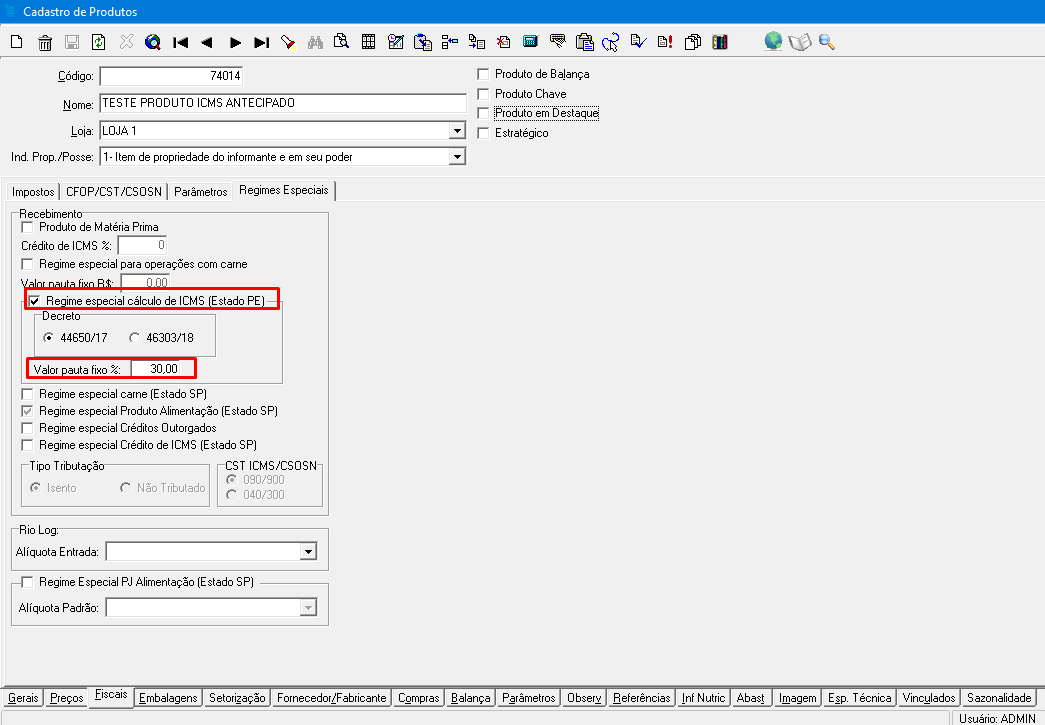 Cadastro de Produtos
Código: 74014
Nome: TESTE PRODUTO ICMS ANTECIPADO
Loja: LOJA 1
Ind. Prop./Posse: 1- Item de propriedade do informante e em seu poder
Produto de Balança
Produto Chave
Produto em Destaque
Estratégico
Impostos CFOP/CST/CSOSN Parâmetros Regimes Especiais
Recebimento
Produto de Matéria Prima
Crédito de ICMS %: 0
Regime especial para operações com carne
Valor pauta fixo R$: 0,00
Regime especial cálculo de ICMS (Estado PE)
Decreto
44650/17 46303/18
Valor pauta fixo %: 30,00
Regime especial carne (Estado SP)
Regime especial Produto Alimentação (Estado SP)
Regime especial Créditos Outorgados
Regime especial Crédito de ICMS (Estado SP)
Tipo Tributação
Isento Não Tributado
CST ICMS/CSOSN
090/900
040/300
Rio Log:
Alíquota Entrada:
Regime Especial PJ Alimentação (Estado SP)
Alíquota Padrão:
Gerais Preços Fiscais Embalagens Setorização Fornecedor/Fabricante Compras Balança Parâmetros Observ Referências Inf Nutric Abast Imagem Esp. Técnica Vinculados Sazonalidade
Usuário: ADMIN